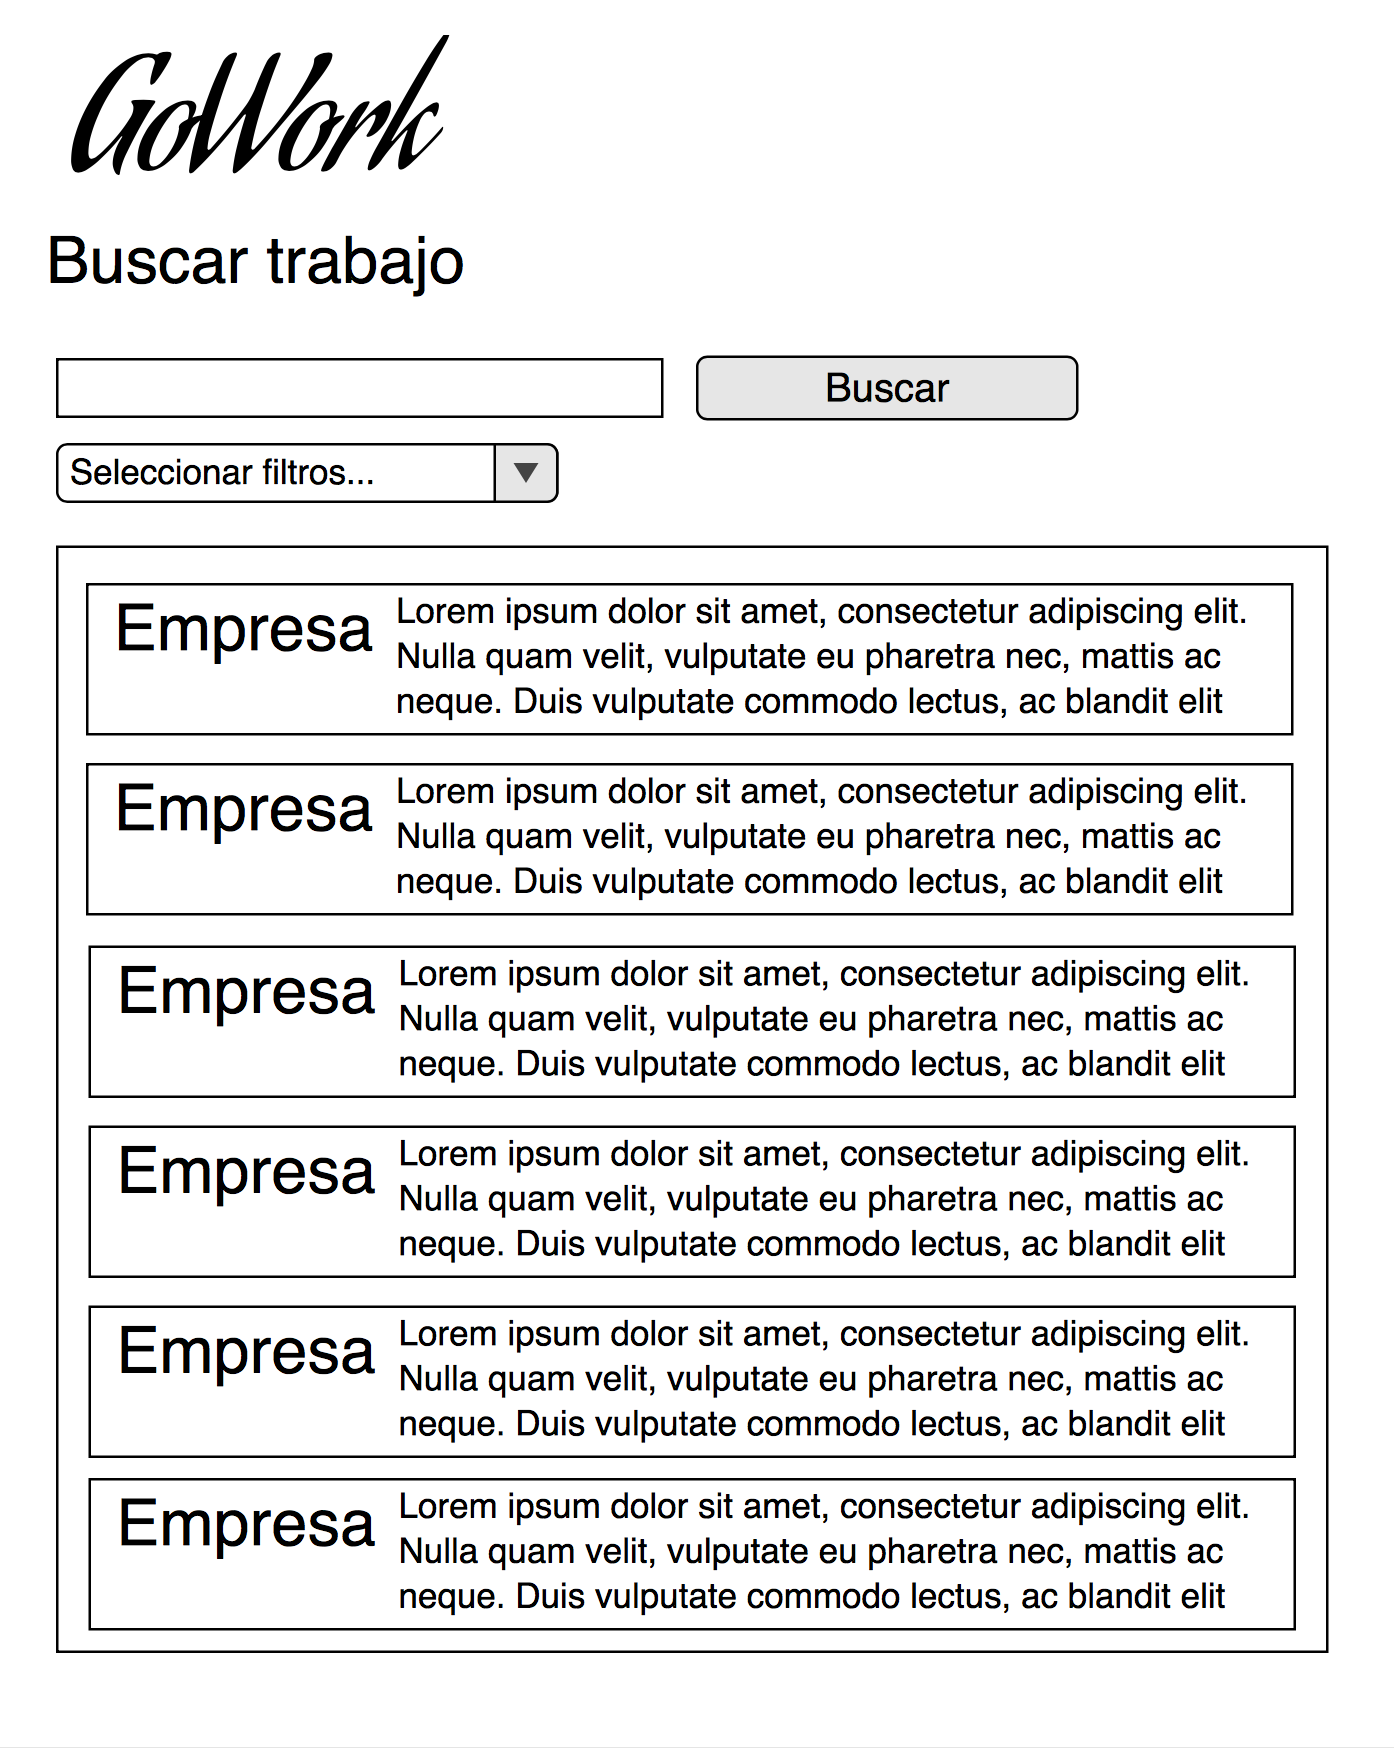 GoWork
Buscar trabajo
Buscar
Seleccionar filtros...
Empresa
Lorem ipsum dolor sit amet, consectetur adipiscing elit.
Nulla quam velit, vulputate eu pharetra nec, mattis ac
neque. Duis vulputate commodo lectus, ac blandit elit
Empresa
Lorem ipsum dolor sit amet, consectetur adipiscing elit.
Nulla quam velit, vulputate eu pharetra nec, mattis ac
neque. Duis vulputate commodo lectus, ac blandit elit
Empresa
Lorem ipsum dolor sit amet, consectetur adipiscing elit.
Nulla quam velit, vulputate eu pharetra nec, mattis ac
neque. Duis vulputate commodo lectus, ac blandit elit
Empresa
Lorem ipsum dolor sit amet, consectetur adipiscing elit.
Nulla quam velit, vulputate eu pharetra nec, mattis ac
neque. Duis vulputate commodo lectus, ac blandit elit
Empresa
Lorem ipsum dolor sit amet, consectetur adipiscing elit.
Nulla quam velit, vulputate eu pharetra nec, mattis ac
neque. Duis vulputate commodo lectus, ac blandit elit
Empresa
Lorem ipsum dolor sit amet, consectetur adipiscing elit.
Nulla quam velit, vulputate eu pharetra nec, mattis ac
neque. Duis vulputate commodo lectus, ac blandit elit